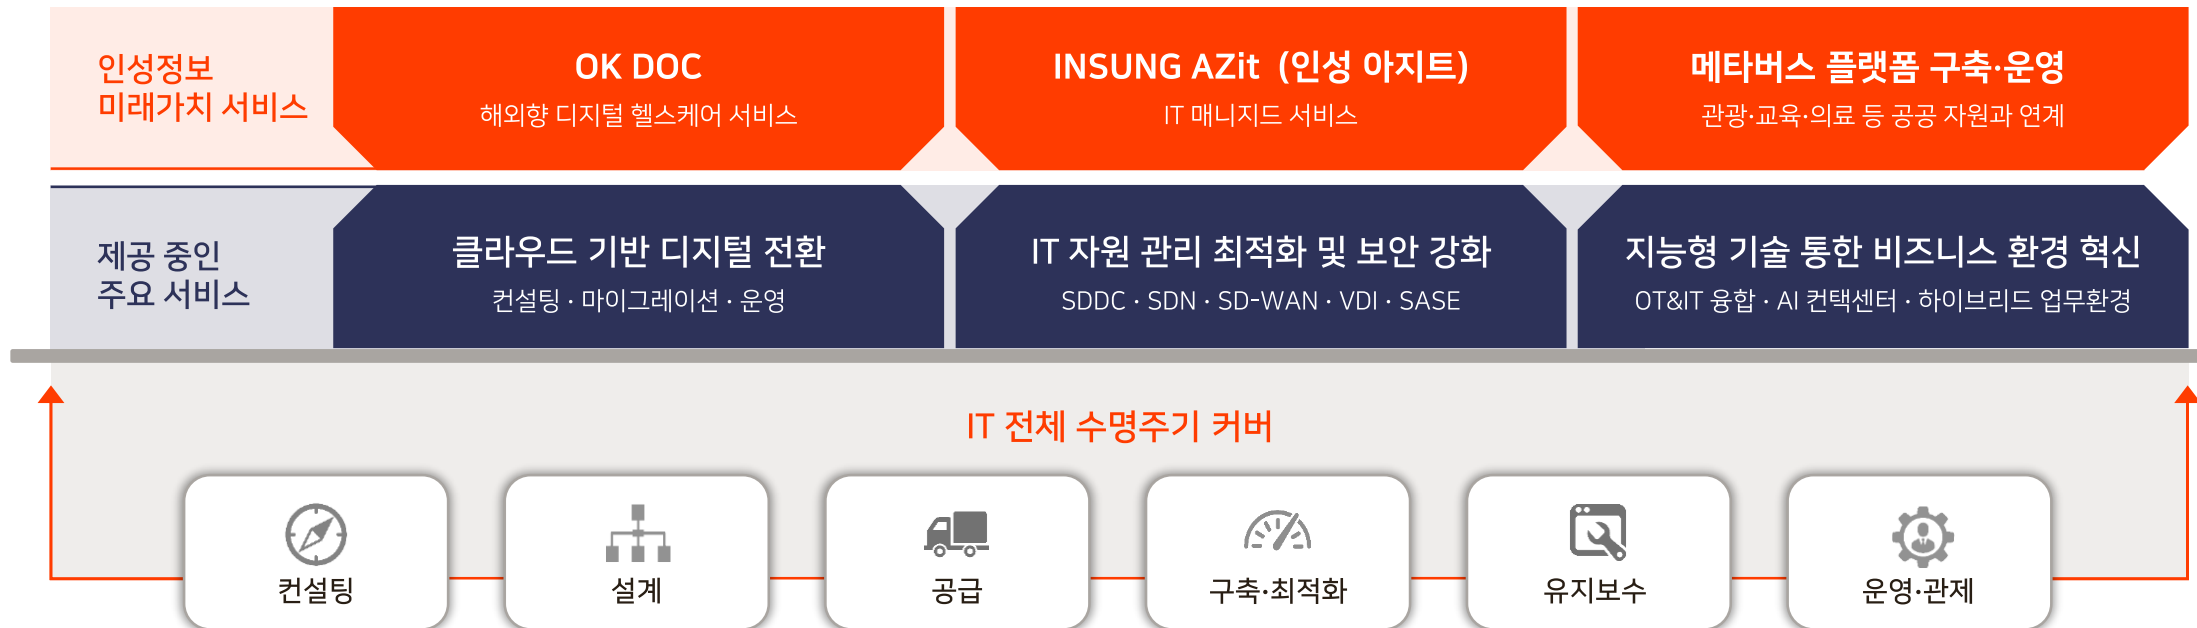 인성정보
미래가치 서비스
OK DOC
해외향 디지털 헬스케어 서비스
INSUNG AZit (인성 아지트)
IT 매니지드 서비스
메타버스 플랫폼 구축·운영
관광·교육·의료 등 공공 자원과 연계
제공 중인
주요 서비스
클라우드 기반 디지털 전환
컨설팅 · 마이그레이션 · 운영
IT 자원 관리 최적화 및 보안 강화
SDDC · SDN · SD-WAN · VDI · SASE
지능형 기술 통한 비즈니스 환경 혁신
OT&IT 융합 · AI 컨택센터 · 하이브리드 업무환경
IT 전체 수명주기 커버
컨설팅
설계
공급
구축·최적화
유지보수
운영·관제